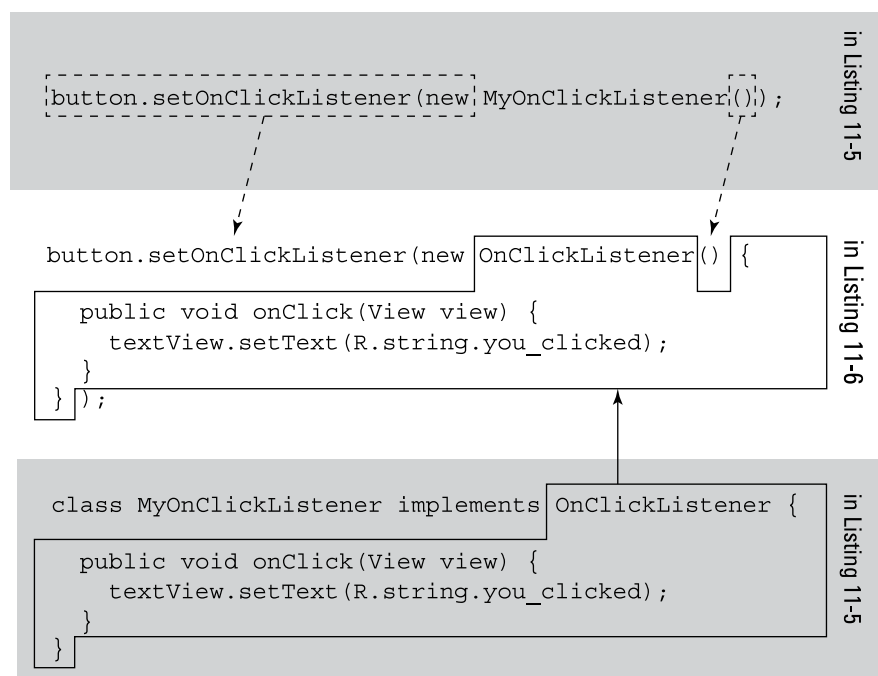 button.setOnClickListener(new MyOnClickListener());
in Listing 11-5
button.setOnClickListener(new OnClickListener() {
public void onClick(View view) {
textView.setText(R.string.you_clicked);
}
} );
in Listing 11-6
class MyOnClickListener implements OnClickListener {
public void onClick(View view) {
textView.setText(R.string.you_clicked);
}
}
in Listing 11-5